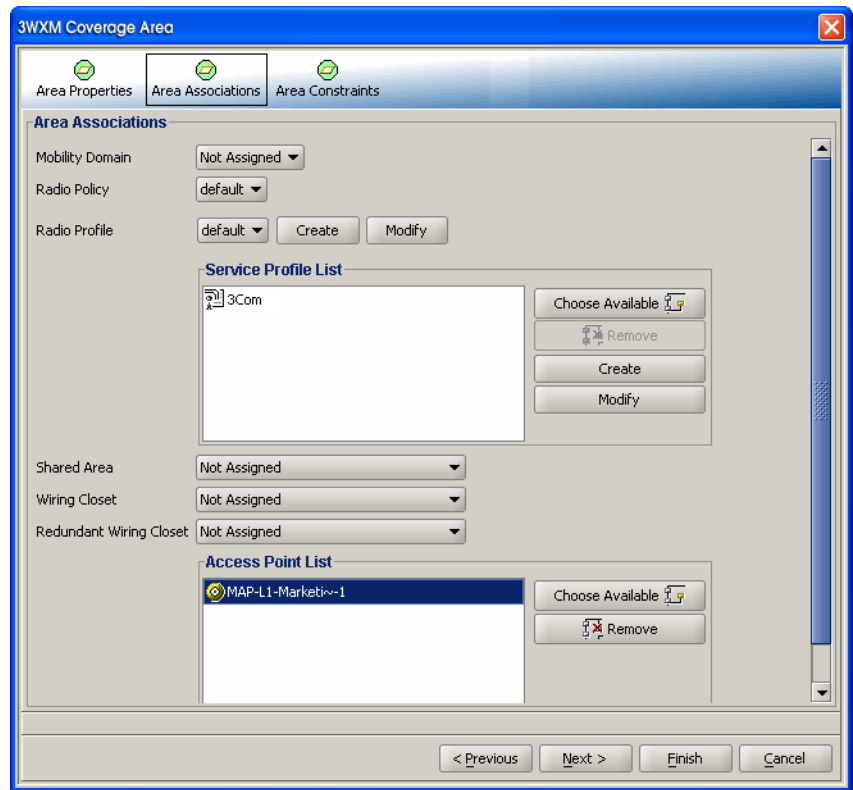 3WXM Coverage Area
Area Properties
Area Associations
Area Constraints
Area Associations
Mobility Domain
Not Assigned
Radio Policy
default
Radio Profile
default
Create
Modify
Service Profile List
3Com
Choose Available
Remove
Create
Modify
Shared Area
Not Assigned
Wiring Closet
Not Assigned
Redundant Wiring Closet
Not Assigned
Access Point List
MAP-L1-Marketi~-1
Choose Available
Remove
< Previous
Next >
Finish
Cancel